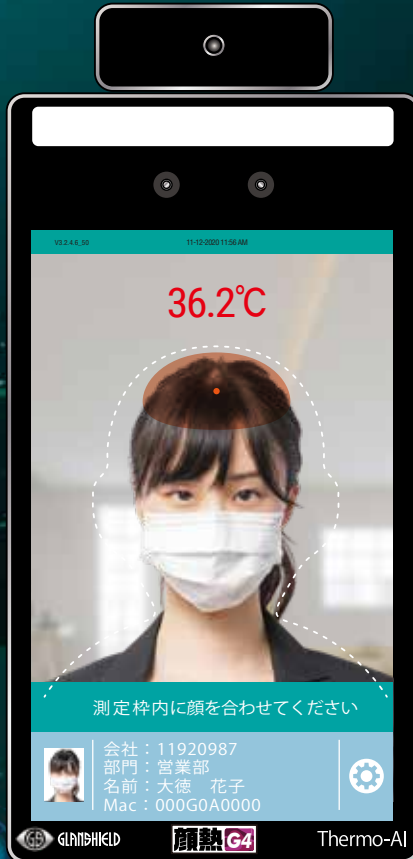 V3.2.4.6_50
11-12-2020 11:56 AM
36.2℃
測定枠内に顔を合わせてください
会社：11920987
部門：営業部
名前：大徳　花子
Mac：000G0A0000
GS GLANSHIELD
顔熱G4
Thermo-AI